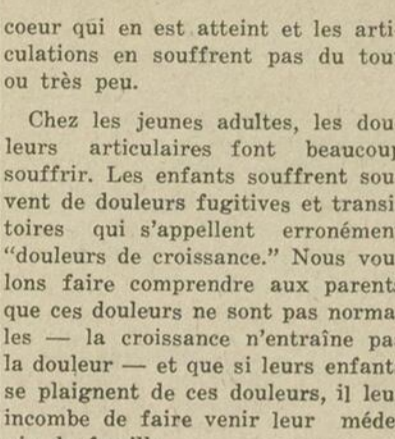 coeur qui en est atteint et les arti
culations en souffrent pas du tou
ou très peu.
Chez les jeunes adultes, les dou
leurs articulaires font beaucoup
souffrir. Les enfants souffrent sou
vent de douleurs fugitives et transi
toires qui s'appellent erronémen
“douleurs de croissance.” Nous vou
lons faire comprendre aux parent
que ces douleurs ne sont pas norma
les — la croissance n'entraîne pa
la douleur — et que si leurs enfant
se plaignent de ces douleurs, il leu
incombe de faire venir leur méde